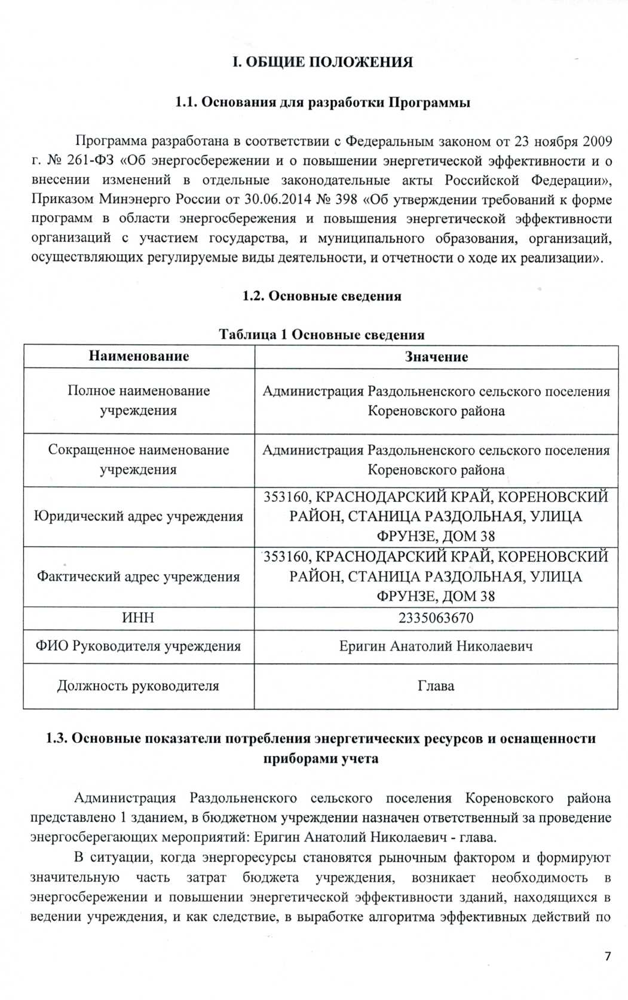 I. ОБЩИЕ ПОЛОЖЕНИЯ
1.1. Основания для разработки Программы
Программа разработана в соответствии с Федеральным законом от 23 ноября 2009
г. № 261-ФЗ «Об энергосбережении и о повышении энергетической эффективности и о
внесении изменений в отдельные законодательные акты Российской Федерации»,
Приказом Минэнерго России от 30.06.2014 № 398 «Об утверждении требований к форме
программ в области энергосбережения и повышения энергетической эффективности
организаций с участием государства, и муниципального образования, организаций,
осуществляющих регулируемые виды деятельности, и отчетности о ходе их реализации».
1.2. Основные сведения
Таблица 1 Основные сведения
Наименование
Значение
Полное наименование
учреждения
Администрация Раздольненского сельского поселения
Кореновского района
Сокращенное наименование
учреждения
Администрация Раздольненского сельского поселения
Кореновского района
Юридический адрес учреждения
353160, КРАСНОДАРСКИЙ КРАЙ, КОРЕНОВСКИЙ
РАЙОН, СТАНИЦА РАЗДОЛЬНАЯ, УЛИЦА
ФРУНЗЕ, ДОМ 38
Фактический адрес учреждения
353160, КРАСНОДАРСКИЙ КРАЙ, КОРЕНОВСКИЙ
РАЙОН, СТАНИЦА РАЗДОЛЬНАЯ, УЛИЦА
ФРУНЗЕ, ДОМ 38
ИНН
2335063670
ФИО Руководителя учреждения
Еригин Анатолий Николаевич
Должность руководителя
Глава
1.3. Основные показатели потребления энергетических ресурсов и оснащенности
приборами учета
Администрация Раздольненского сельского поселения Кореновского района
представлено 1 зданием, в бюджетном учреждении назначен ответственный за проведение
энергосберегающих мероприятий: Еригин Анатолий Николаевич - глава.
В ситуации, когда энергоресурсы становятся рыночным фактором и формируют
значительную часть затрат бюджета учреждения, возникает необходимость в
энергосбережении и повышении энергетической эффективности зданий, находящихся в
ведении учреждения, и как следствие, в выработке алгоритма эффективных действий по
7